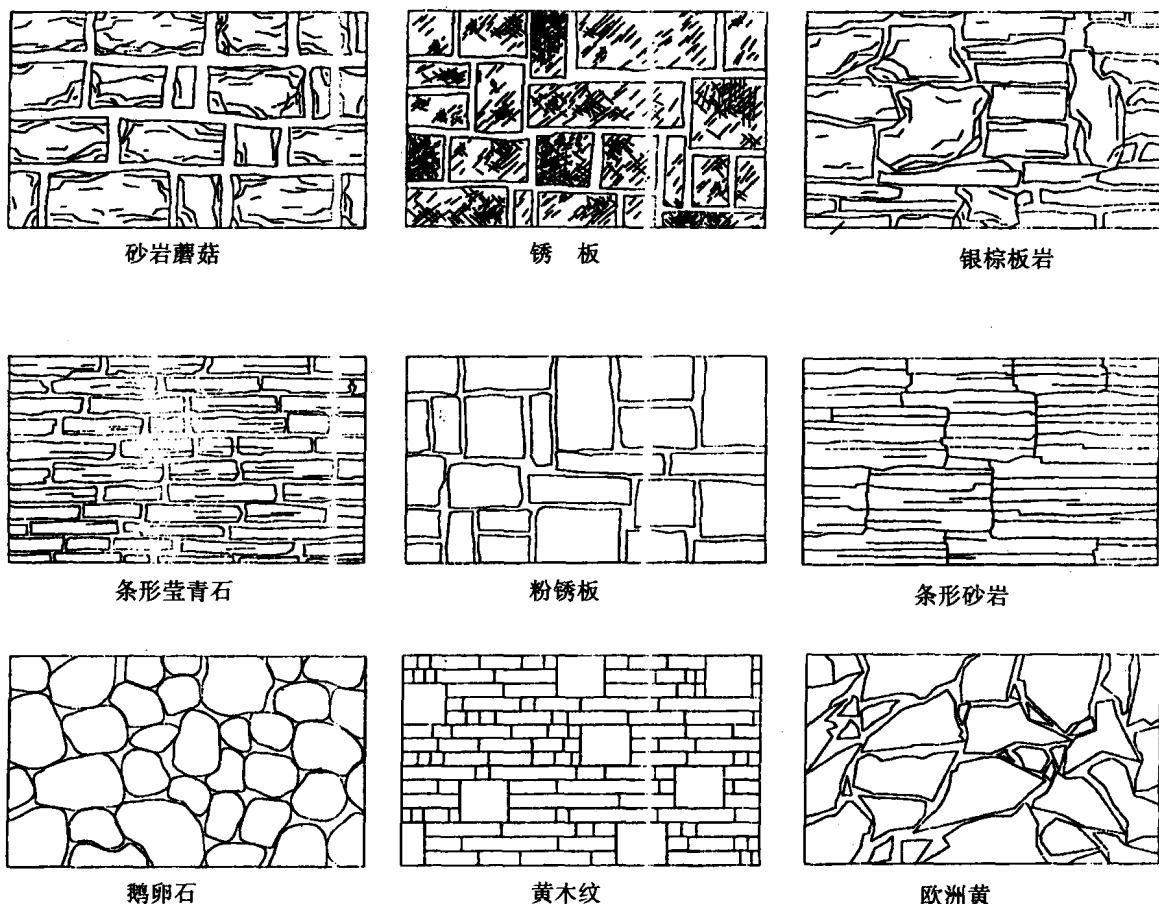 砂岩蘑菇
锈 板
银棕板岩
条形莹青石
粉锈板
条形砂岩
鹅卵石
黄木纹
欧洲黄